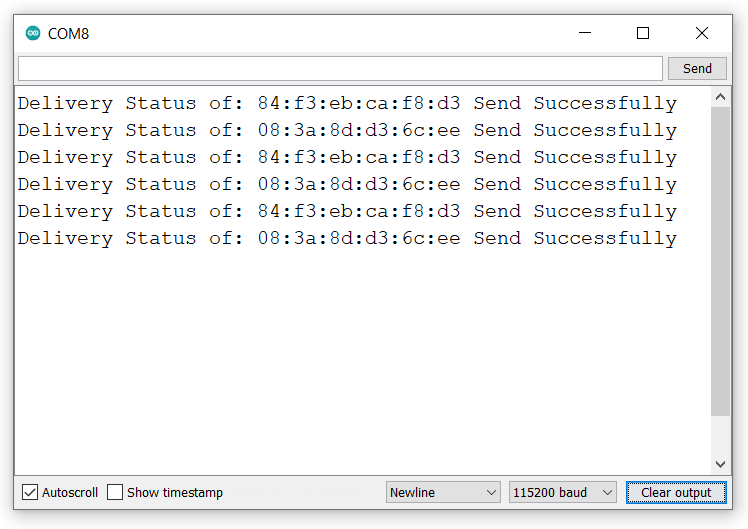 COM8
Send
Delivery Status of: 84:f3:eb:ca:f8:d3 Send Successfully
Delivery Status of: 08:3a:8d:d3:6c:ee Send Successfully
Delivery Status of: 84:f3:eb:ca:f8:d3 Send Successfully
Delivery Status of: 08:3a:8d:d3:6c:ee Send Successfully
Delivery Status of: 84:f3:eb:ca:f8:d3 Send Successfully
Delivery Status of: 08:3a:8d:d3:6c:ee Send Successfully
Autoscroll Show timestamp Newline 115200 baud Clear output